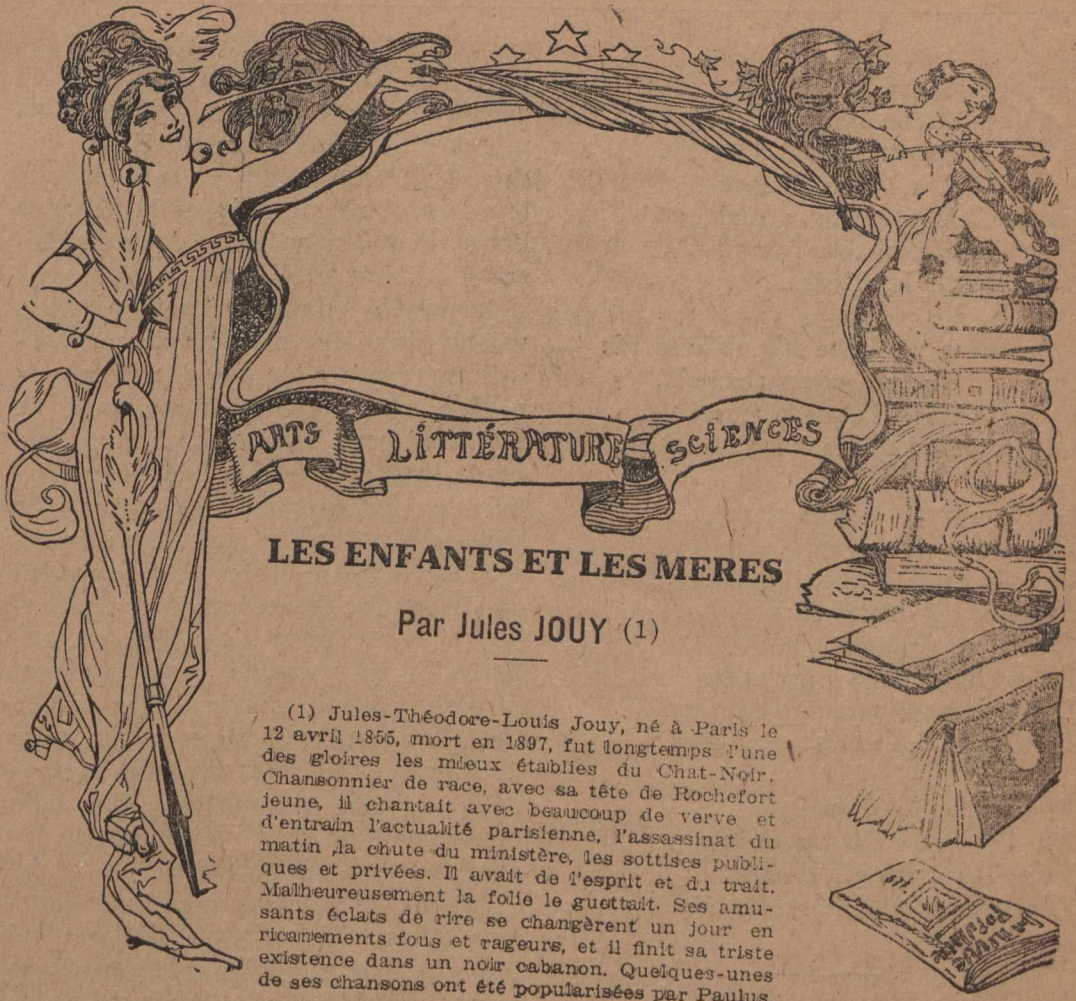 ARTS LITTÉRATURE SCIENCES
LES ENFANTS ET LES MERES
Par Jules JOUY (1)
(1) Jules-Théodore-Louis Jouy, né à Paris le
12 avril 1855, mort en 1897, fut longtemps l'une
des gloires les mieux établies du Chat-Noir.
Chansonnier de race, avec sa tête de Rochefort
jeune, il chantait avec beaucoup de verve et
d'entrain l'actualité parisienne, l'assassinat du
matin ,la chute du ministère, les sottises publi-
ques et privées. Il avait de l'esprit et du trait.
Malheureusement la folie le guettait. Ses amu-
sants éclats de rire se changèrent un jour en
ricanements fous et rageurs, et il finit sa triste
existence dans un noir cabanon. Quelques-unes
de ses chansons ont été popularisées par Paulus
La REVUE
POPULAIRE